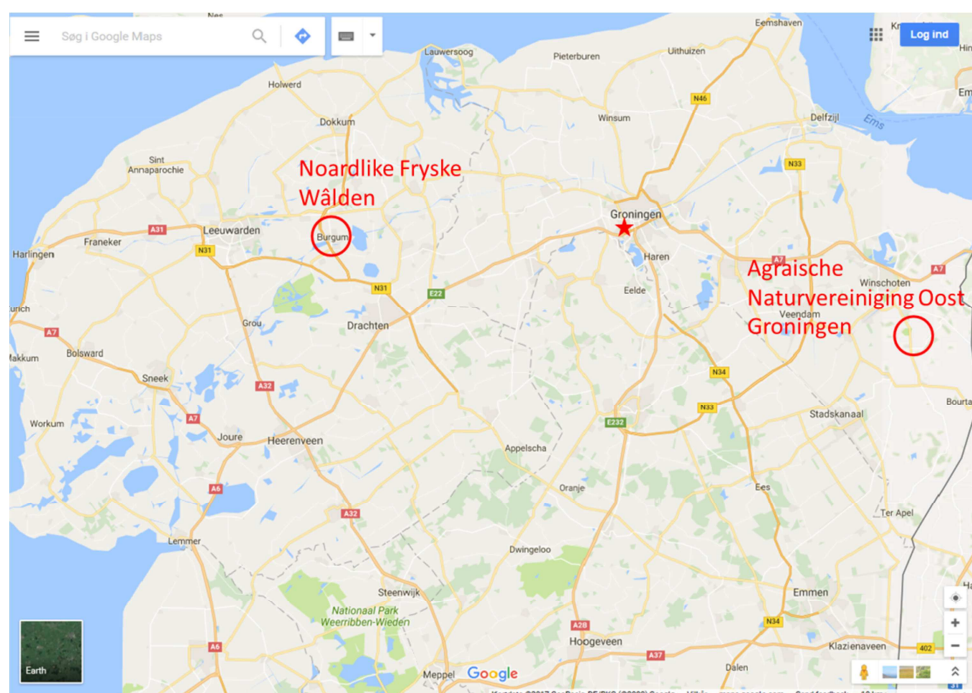 Nes
Eemshaven
Søg i Google Maps
Log ind
Lauwersoog
Pieterburen
Uithuizen
Holwerd
N46
Dokkum
Winsum
Delfzijl
Ems
Sint
Annaparochie
N33
Noardlike Fryske
Wâlden
Groningen
A31
Leeuwarden
Burgum
Franeker
N31
Harlingen
Haren
A7
Agraische
A7
Naturvereiniging Oost
Groningen
Winschoten
Eelde
N31
E22
Veendam
Grou
Drachten
A7
Bolsward
Sneek
N34
A32
N33
Workum
A7
Stadskanaal
E232
Joure
Heerenveen
Appelscha
A6
Oranje
Ees
A32
Ter Apel
Lemmer
Dwingeloo
Steenwijk
Emmen
Nationaal Park
Weerribben-Wieden
N34
A28
Hoogeveen
A6
A37
Klazienaveen
402
Earth
Meppel
Google
Dalen
31